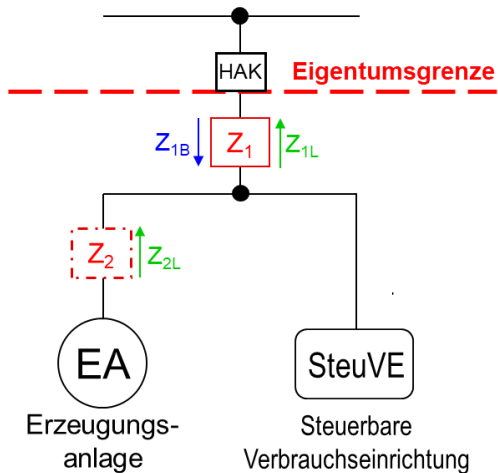 HAK
Eigentumsgrenze
Z1B
Z1
Z1L
Z2
Z2L
EA
SteuVE
Erzeugungs-
anlage
Steuerbare
Verbrauchseinrichtung